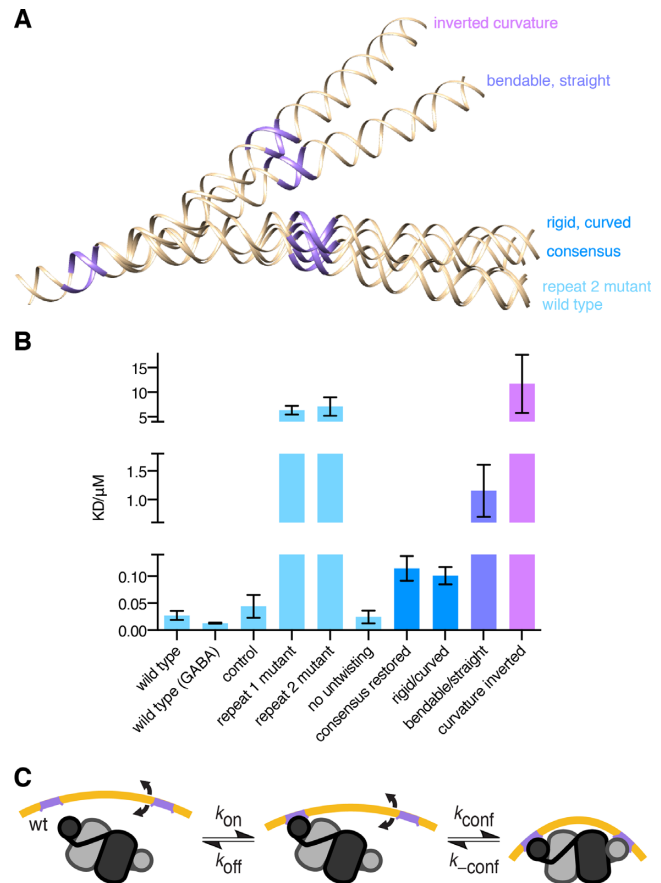 A
inverted curvature
bendable, straight
rigid, curved
consensus
repeat 2 mutant
wild type
B
KD/µM
15
10
5
1.5
1.0
0.10
0.05
0.00
wild type
wild type (GABA)
control
repeat 1 mutant
repeat 2 mutant
no untwisting
consensus restored
rigid/curved
bendable/straight
curvature inverted
C
wt
kon
koff
kconf
k–conf